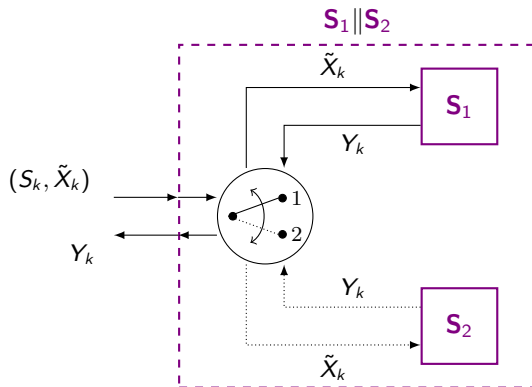 S₁||S₂
X̃ₖ
S₁
Yₖ
(Sₖ, X̃ₖ)
1
Yₖ
2
Yₖ
S₂
X̃ₖ